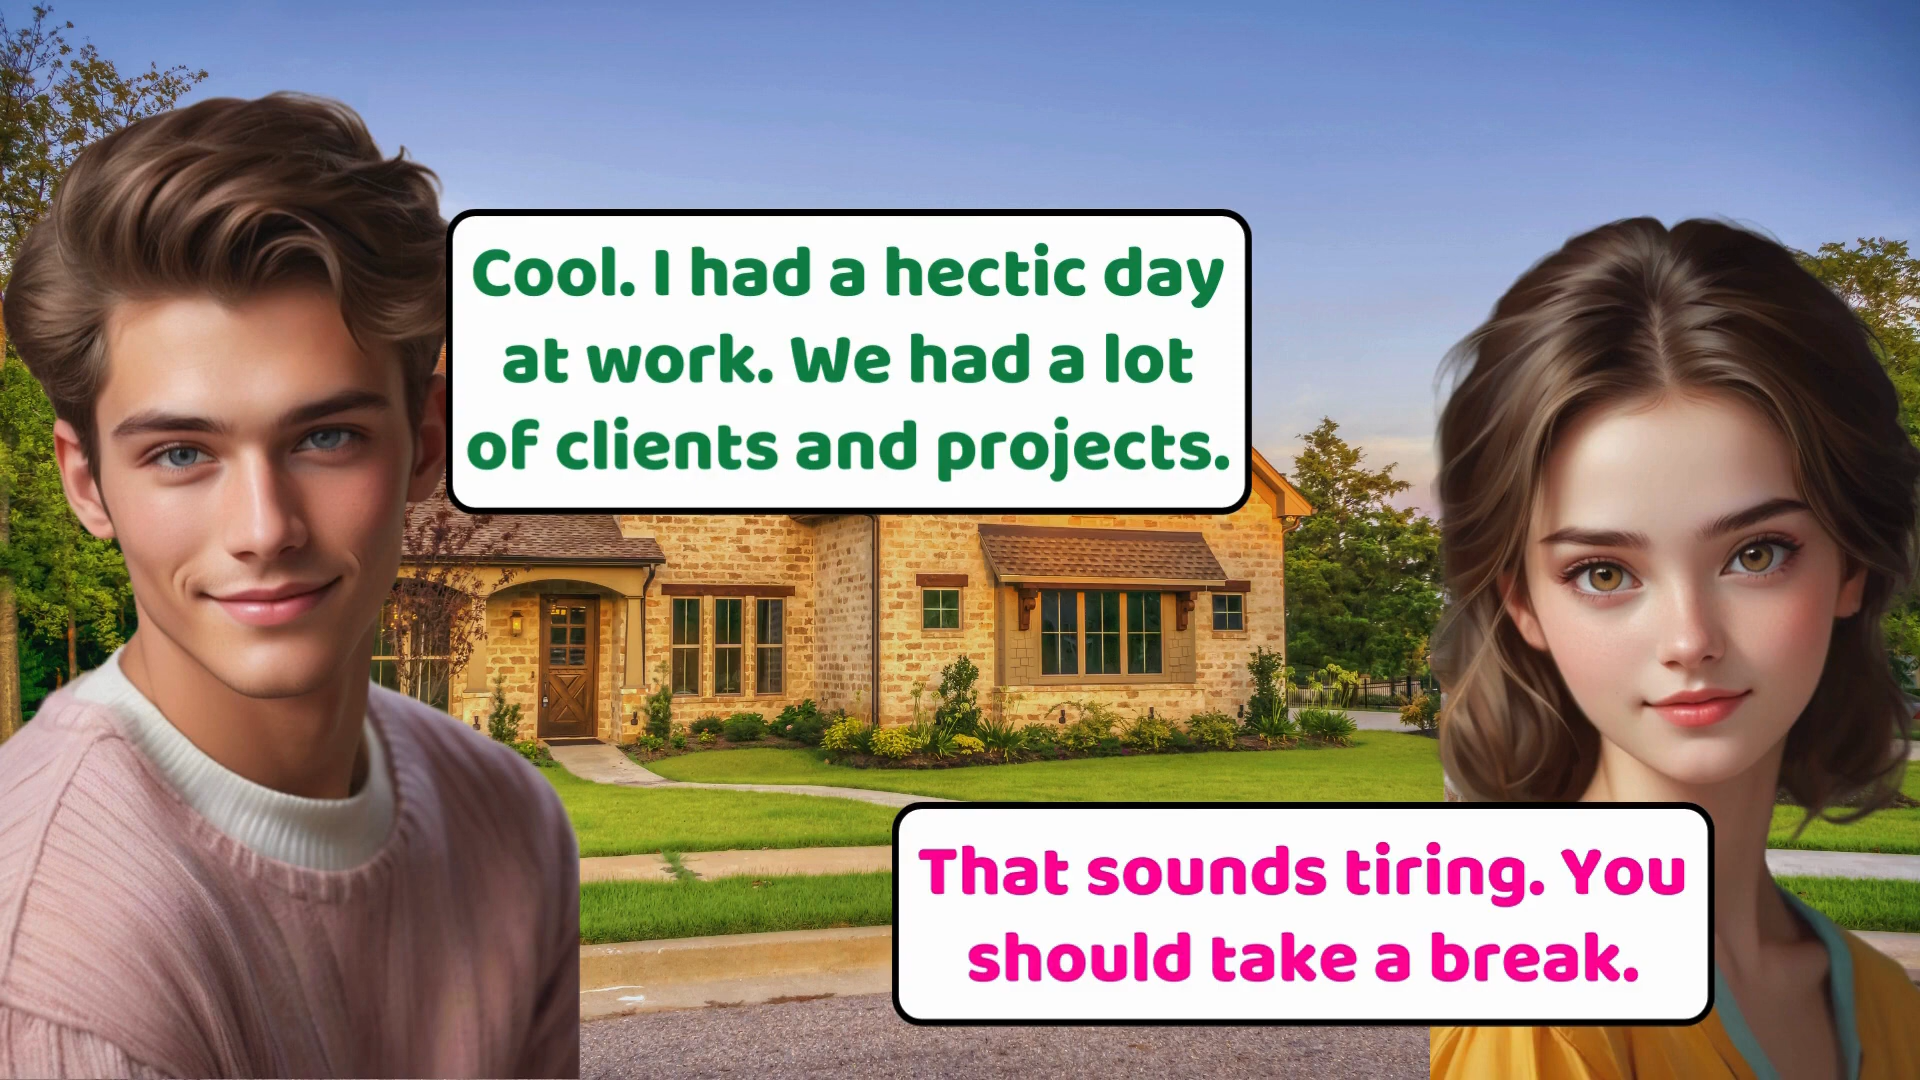 Cool. I had a hectic day
at work. We had a lot
of clients and projects.
That sounds tiring. You
should take a break.